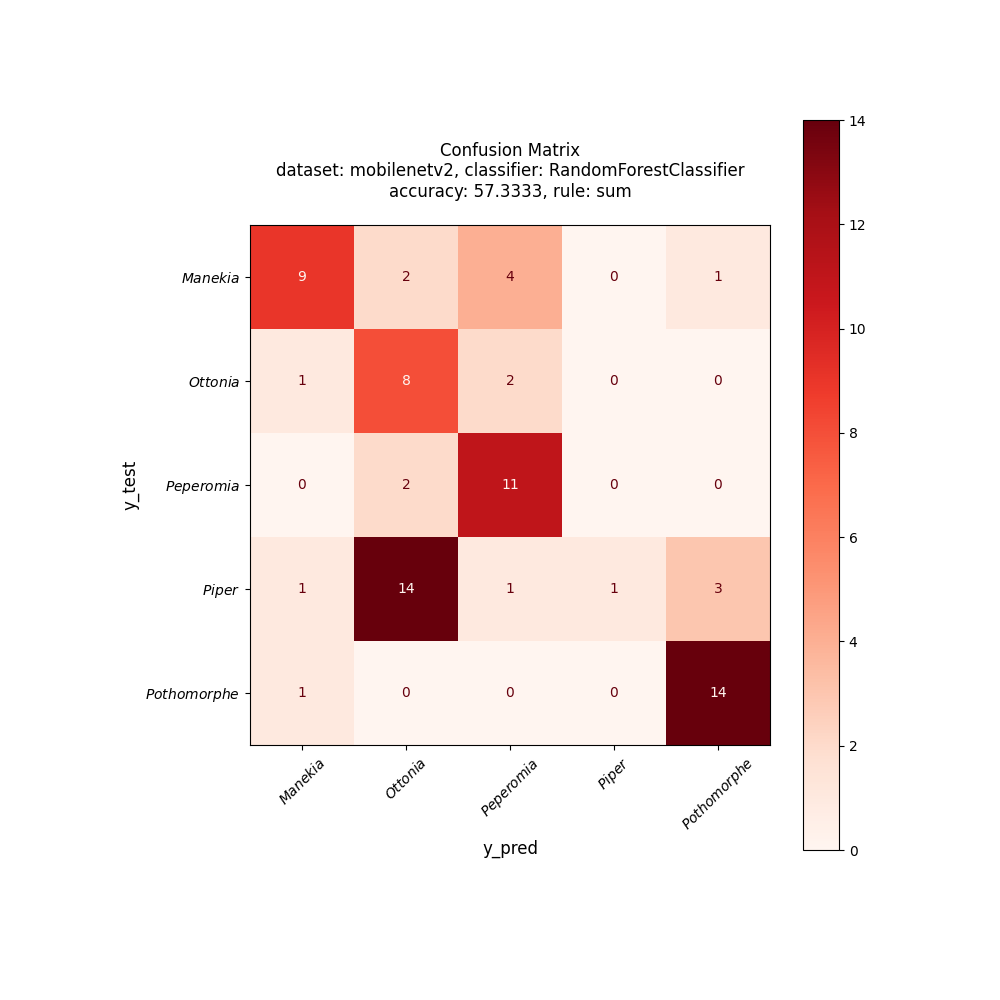 Confusion Matrix
dataset: mobilenetv2, classifier: RandomForestClassifier
accuracy: 57.3333, rule: sum
Manekia 9 2 4 0 1
Ottonia 1 8 2 0 0
Peperomia 0 2 11 0 0
Piper 1 14 1 1 3
Pothomorphe 1 0 0 0 14
y_test
Manekia Ottonia Peperomia Piper Pothomorphe
y_pred
14
12
10
8
6
4
2
0